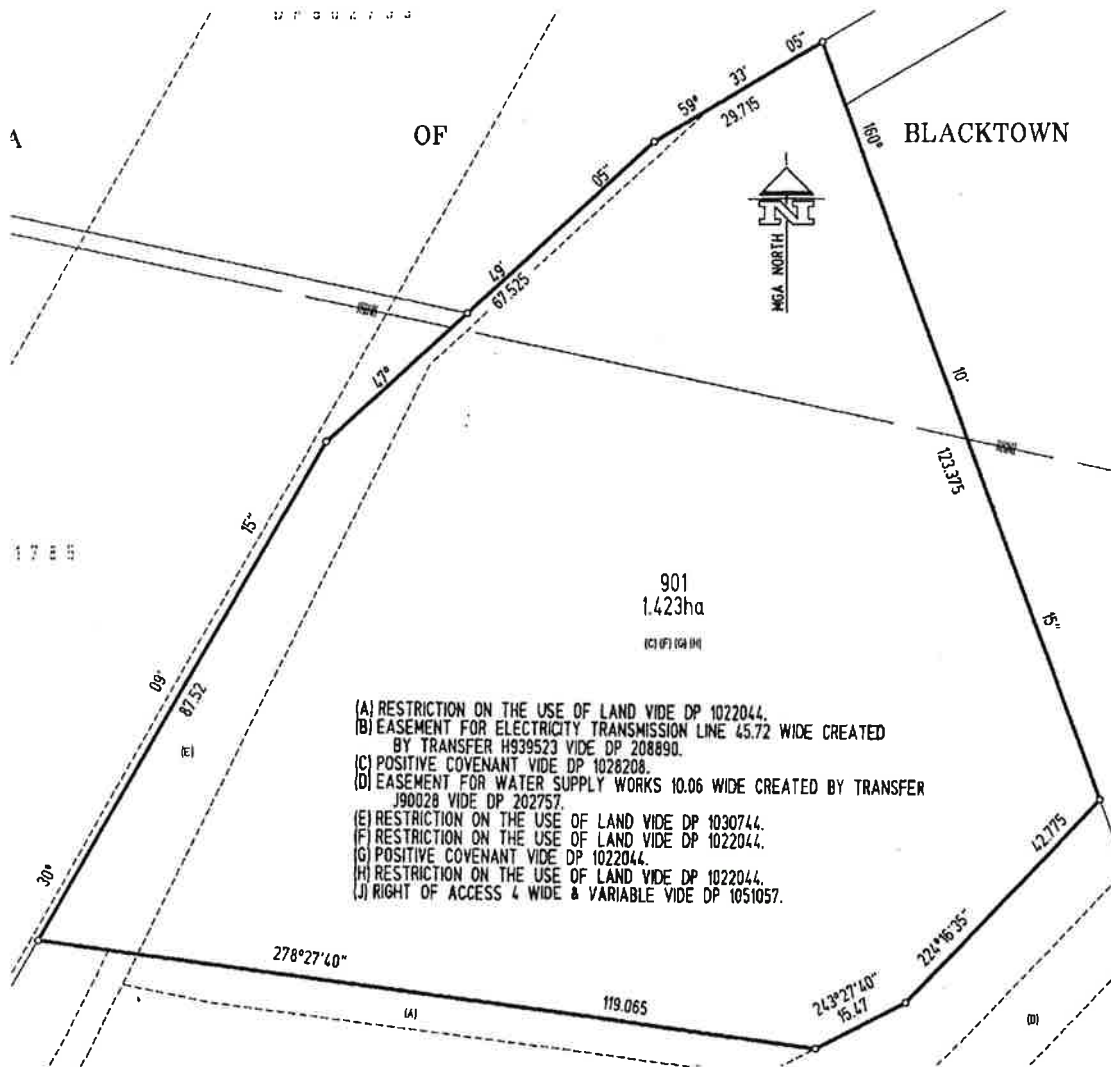 OF
BLACKTOWN
59° 33' 05"
29.715
160° 10' 15"
123.375
MGA NORTH
N
47° 49' 05"
67.525
30° 09' 15"
87.52
(E)
1785
901
1.423ha
(C) (F) (G) (H)
(A) RESTRICTION ON THE USE OF LAND VIDE DP 1022044.
(B) EASEMENT FOR ELECTRICITY TRANSMISSION LINE 45.72 WIDE CREATED
BY TRANSFER H939523 VIDE DP 208890.
(C) POSITIVE COVENANT VIDE DP 1028208.
(D) EASEMENT FOR WATER SUPPLY WORKS 10.06 WIDE CREATED BY TRANSFER
J90028 VIDE DP 202757.
(E) RESTRICTION ON THE USE OF LAND VIDE DP 1030744.
(F) RESTRICTION ON THE USE OF LAND VIDE DP 1022044.
(G) POSITIVE COVENANT VIDE DP 1022044.
(H) RESTRICTION ON THE USE OF LAND VIDE DP 1022044.
(J) RIGHT OF ACCESS 4 WIDE & VARIABLE VIDE DP 1051057.
42.775
224°16'35"
243°27'40"
15.47
278°27'40"
119.065
(A)
(D)